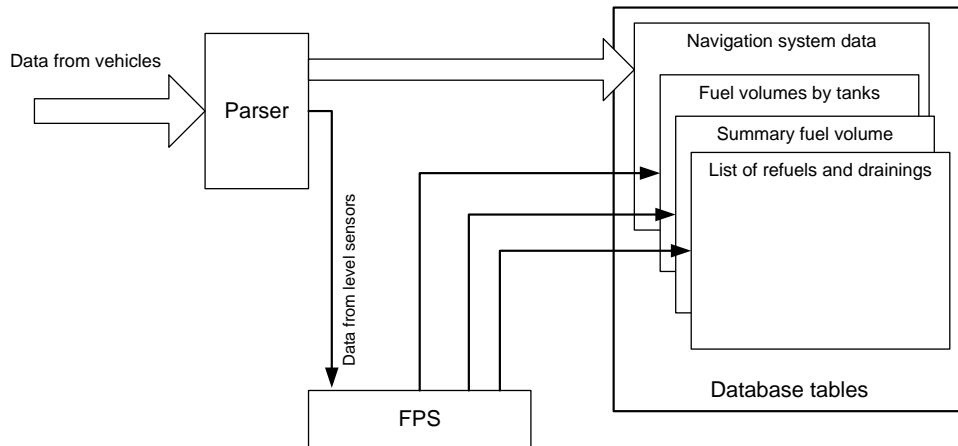 Data from vehicles
Parser
Data from level sensors
FPS
Navigation system data
Fuel volumes by tanks
Summary fuel volume
List of refuels and drainings
Database tables